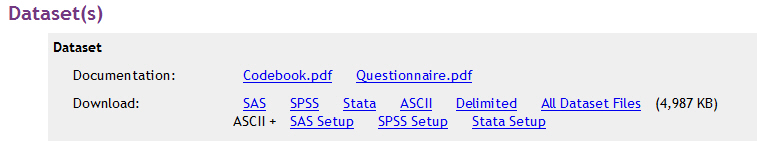 Dataset(s)
Dataset
Documentation: Codebook.pdf Questionnaire.pdf
Download: SAS SPSS Stata ASCII Delimited All Dataset Files (4,987 KB)
ASCII + SAS Setup SPSS Setup Stata Setup